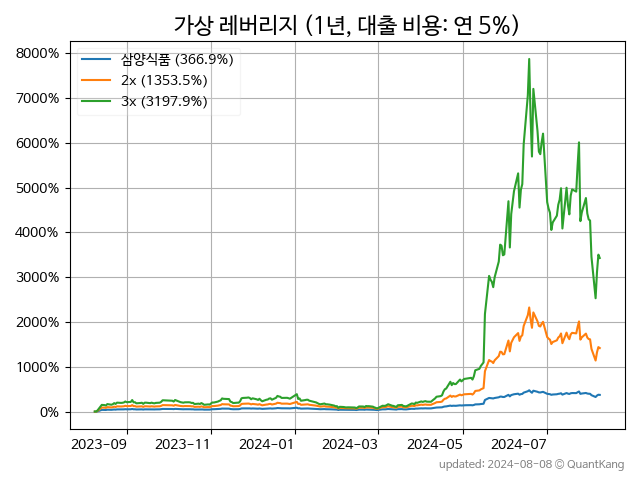 가상 레버리지 (1년, 대출 비용: 연 5%)
8000%
7000%
6000%
5000%
4000%
3000%
2000%
1000%
0%
삼양식품 (366.9%)
2x (1353.5%)
3x (3197.9%)
2023-09 2023-11 2024-01 2024-03 2024-05 2024-07
updated: 2024-08-08 © QuantKang